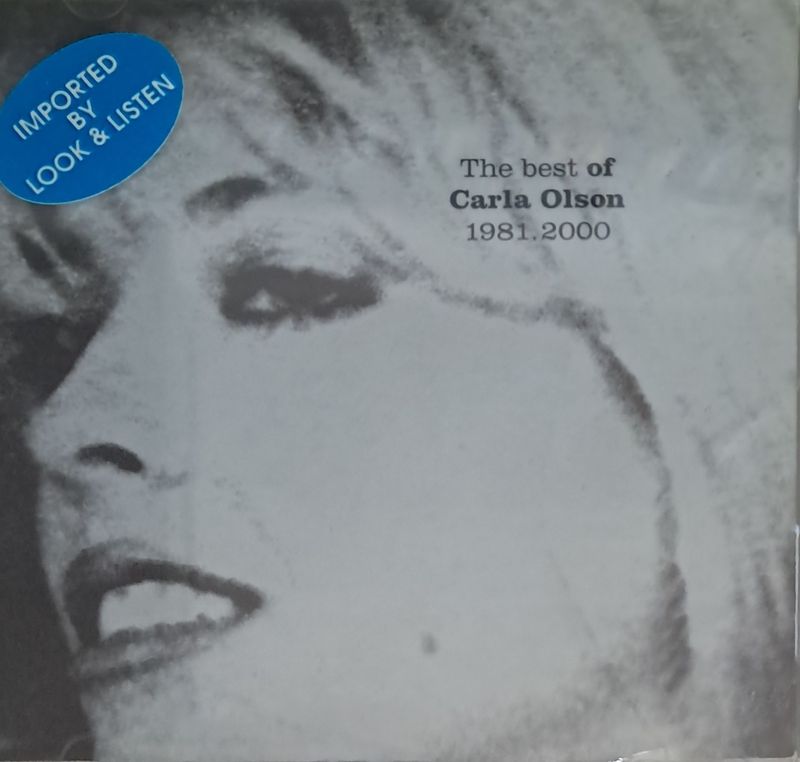 IMPORTED
BY
LOOK & LISTEN
The best of
Carla Olson
1981.2000